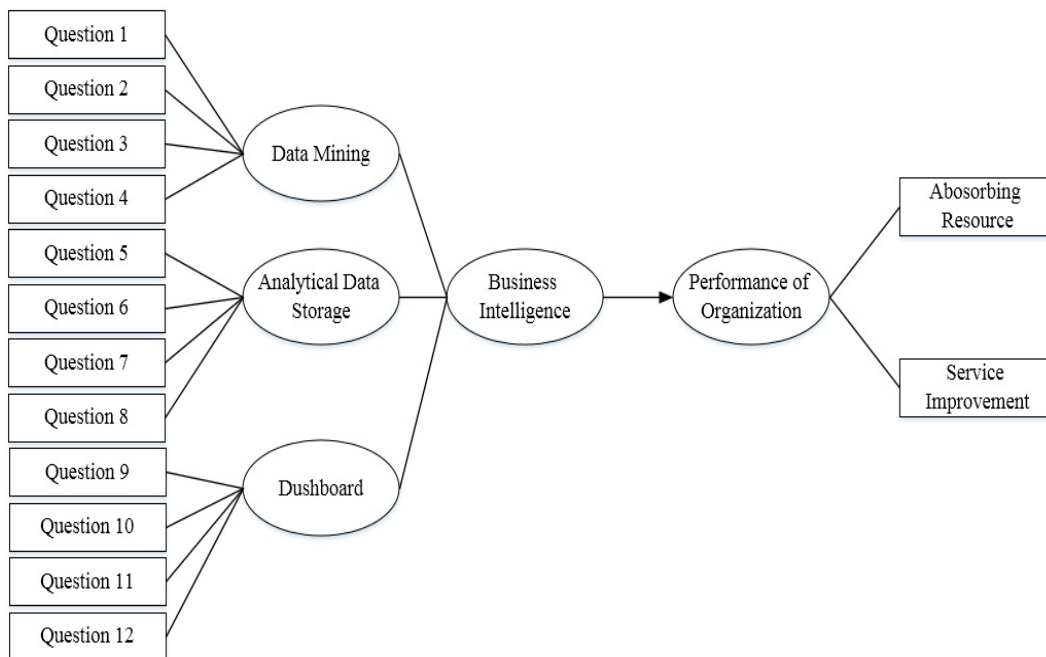 Question 1
Question 2
Question 3
Question 4
Question 5
Question 6
Question 7
Question 8
Question 9
Question 10
Question 11
Question 12
Data Mining
Analytical Data
Storage
Dushboard
Business
Intelligence
Performance of
Organization
Abosorbing
Resource
Service
Improvement